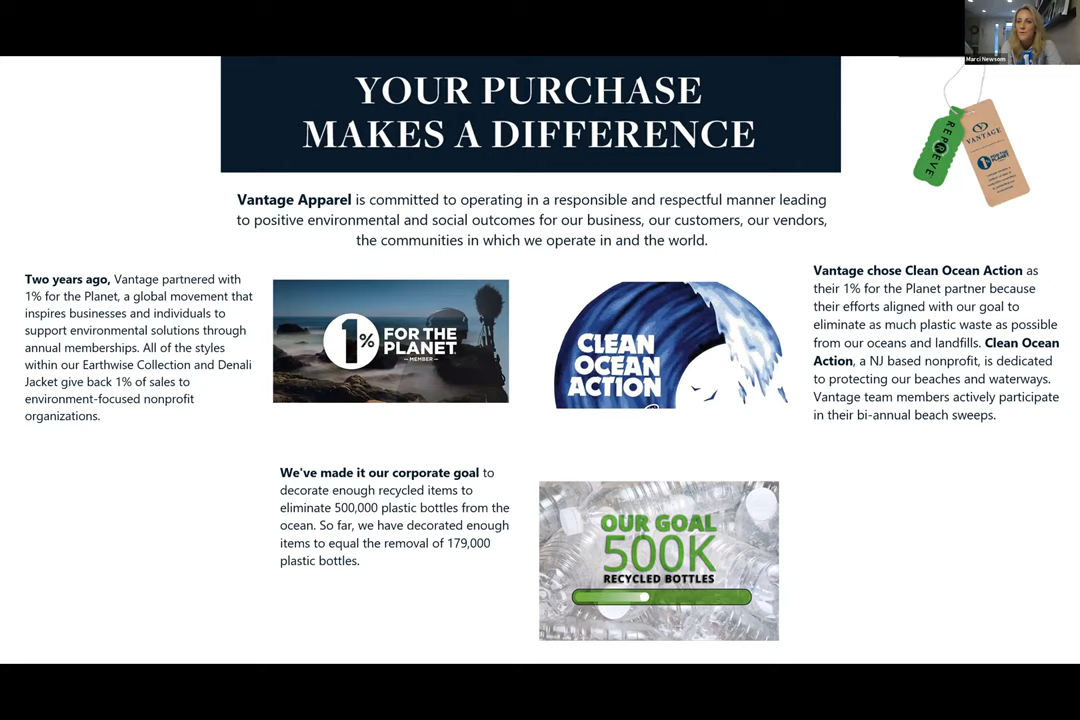 Marci Newsom
YOUR PURCHASE
MAKES A DIFFERENCE
REPREVE
VANTAGE
1%
FOR THE
PLANET
Vantage Apparel is committed to operating in a responsible and respectful manner leading
to positive environmental and social outcomes for our business, our customers, our vendors,
the communities in which we operate in and the world.
Two years ago, Vantage partnered with
1% for the Planet, a global movement that
inspires businesses and individuals to
support environmental solutions through
annual memberships. All of the styles
within our Earthwise Collection and Denali
Jacket give back 1% of sales to
environment-focused nonprofit
organizations.
1%
FOR THE
PLANET
MEMBER
CLEAN
OCEAN
ACTION
Vantage chose Clean Ocean Action as
their 1% for the Planet partner because
their efforts aligned with our goal to
eliminate as much plastic waste as possible
from our oceans and landfills. Clean Ocean
Action, a NJ based nonprofit, is dedicated
to protecting our beaches and waterways.
Vantage team members actively participate
in their bi-annual beach sweeps.
We've made it our corporate goal to
decorate enough recycled items to
eliminate 500,000 plastic bottles from the
ocean. So far, we have decorated enough
items to equal the removal of 179,000
plastic bottles.
OUR GOAL
500K
RECYCLED BOTTLES